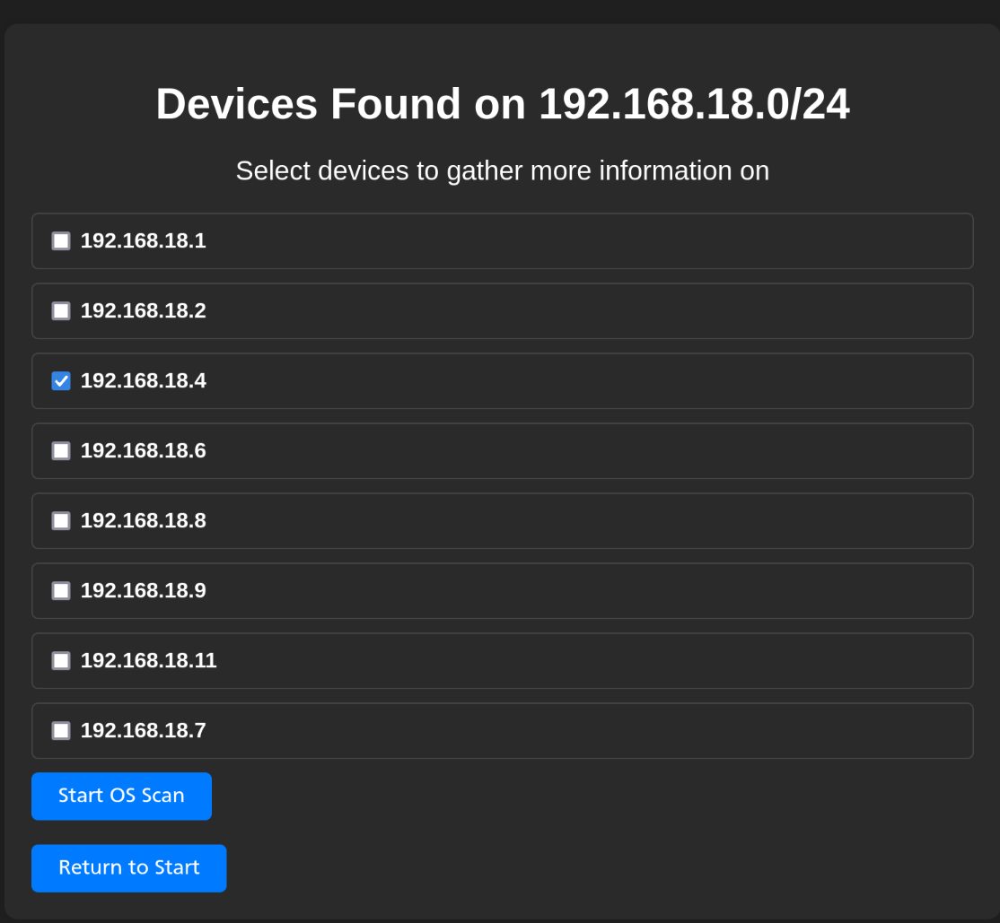 Devices Found on 192.168.18.0/24
Select devices to gather more information on
192.168.18.1
192.168.18.2
192.168.18.4
192.168.18.6
192.168.18.8
192.168.18.9
192.168.18.11
192.168.18.7
Start OS Scan
Return to Start